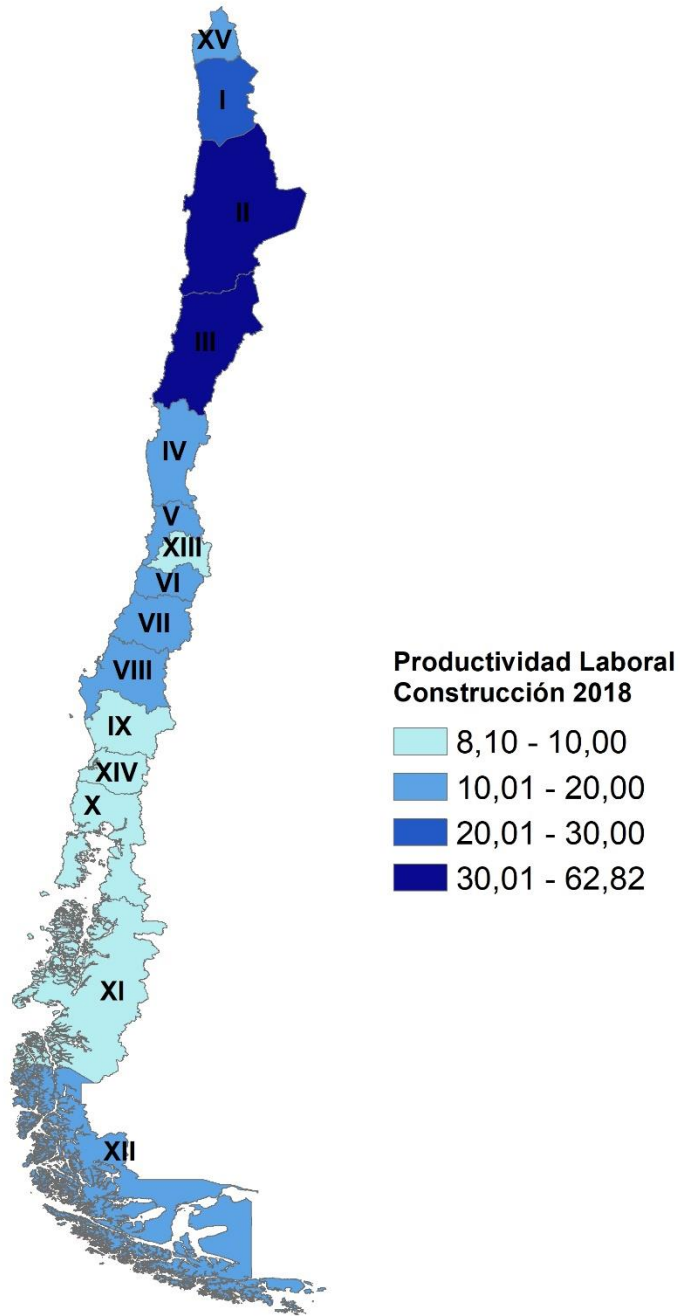 XV
I
II
III
IV
V
XIII
VI
VII
VIII
IX
XIV
X
XI
XII
Productividad Laboral
Construcción 2018
8,10 - 10,00
10,01 - 20,00
20,01 - 30,00
30,01 - 62,82